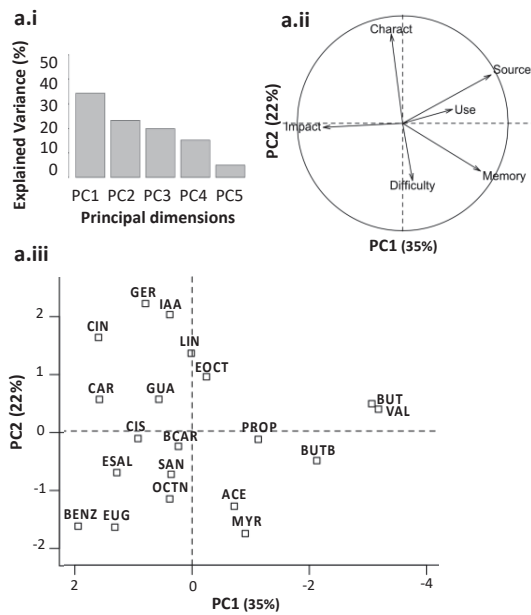 a.i
Explained Variance (%)
50
40
30
20
10
0
PC1 PC2 PC3 PC4 PC5
Principal dimensions
a.ii
PC2 (22%)
Charact
Source
Use
Impact
Memory
Difficulty
PC1 (35%)
a.iii
PC2 (22%)
2
1
0
-1
-2
GER
IAA
CIN
LIN
EOCT
CAR
GUA
BUT
VAL
CIS
BCAR
PROP
BUTB
ESAL
SAN
OCTN
ACE
BENZ
EUG
MYR
2 0 -2 -4
PC1 (35%)